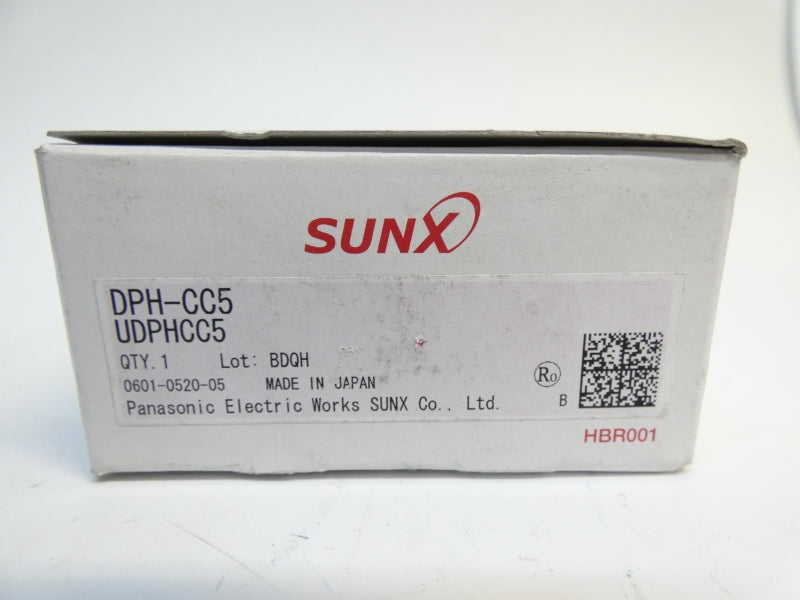 SUNX
DPH-CC5
UDPHCC5
QTY.1 Lot: BDQH
0601-0520-05 MADE IN JAPAN
Ro
B
Panasonic Electric Works SUNX Co., Ltd.
HBR001